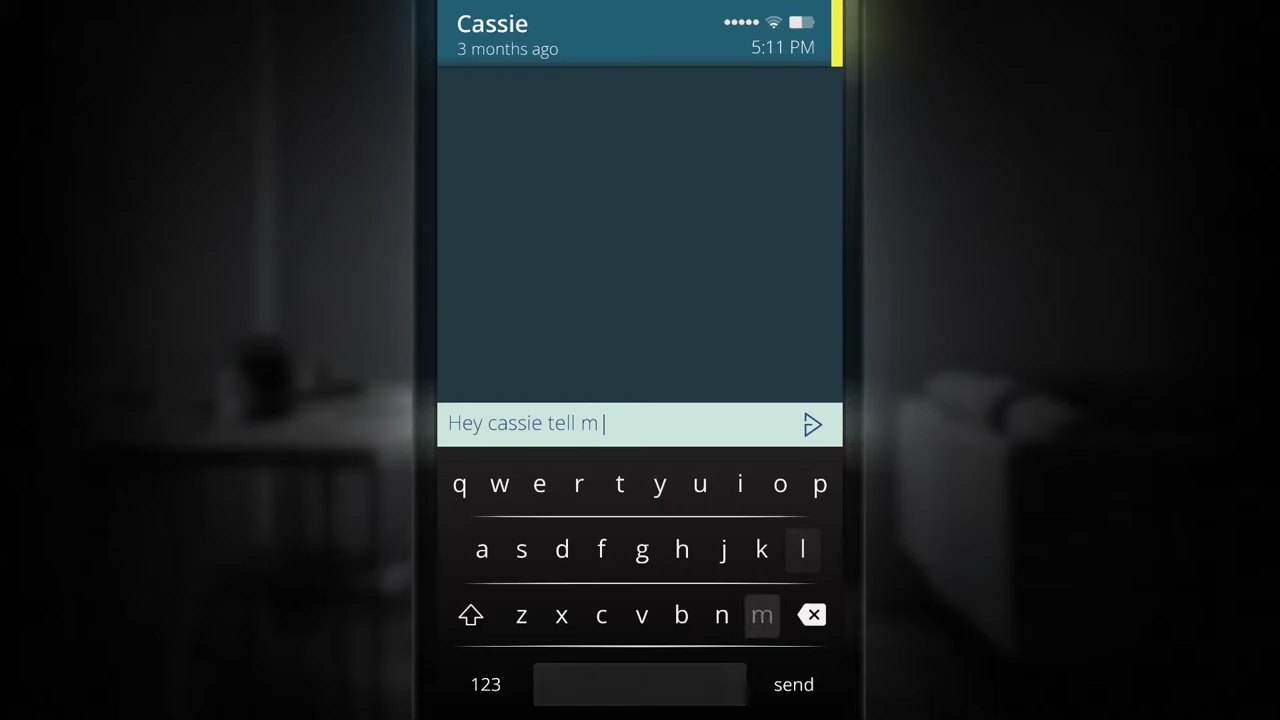 Cassie
3 months ago
5:11 PM
Hey cassie tell m
q w e r t y u i o p
a s d f g h j k l
z x c v b n m
123
send